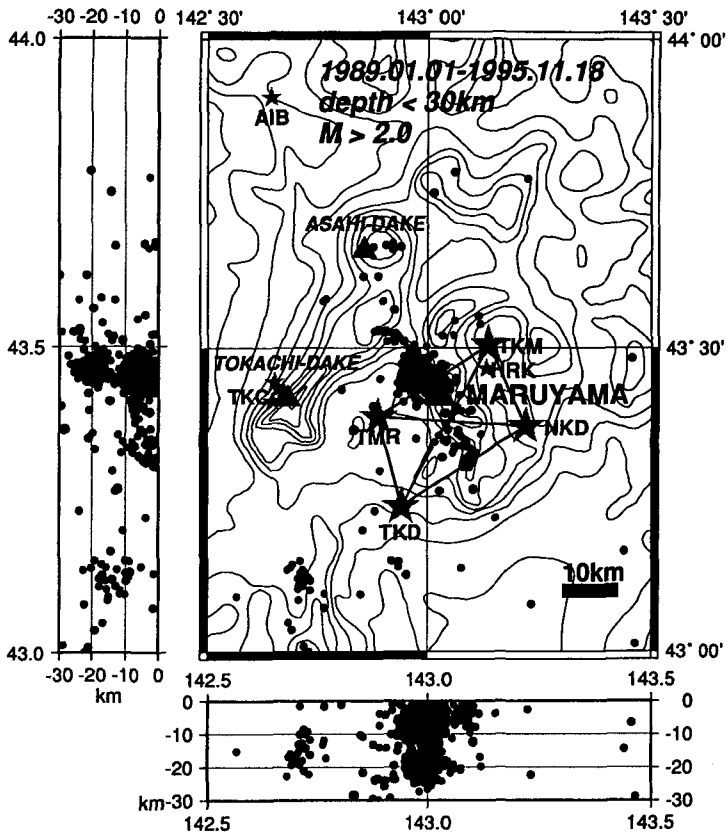 -30 -20 -10 0
142˚30' 143˚00' 143˚30'
44.0
44˚00'
1989.01.01-1995.11.18
depth < 30km
M > 2.0
AIB
ASAHI-DAKE
43.5
TKM
43˚30'
TOKACHI-DAKE
HRK
TKC
MARUYAMA
TMR
NKD
TKD
10km
43.0
43˚00'
-30 -20 -10 0
km
142.5 143.0 143.5
0 0
-10 -10
-20 -20
km-30 -30
142.5 143.0 143.5